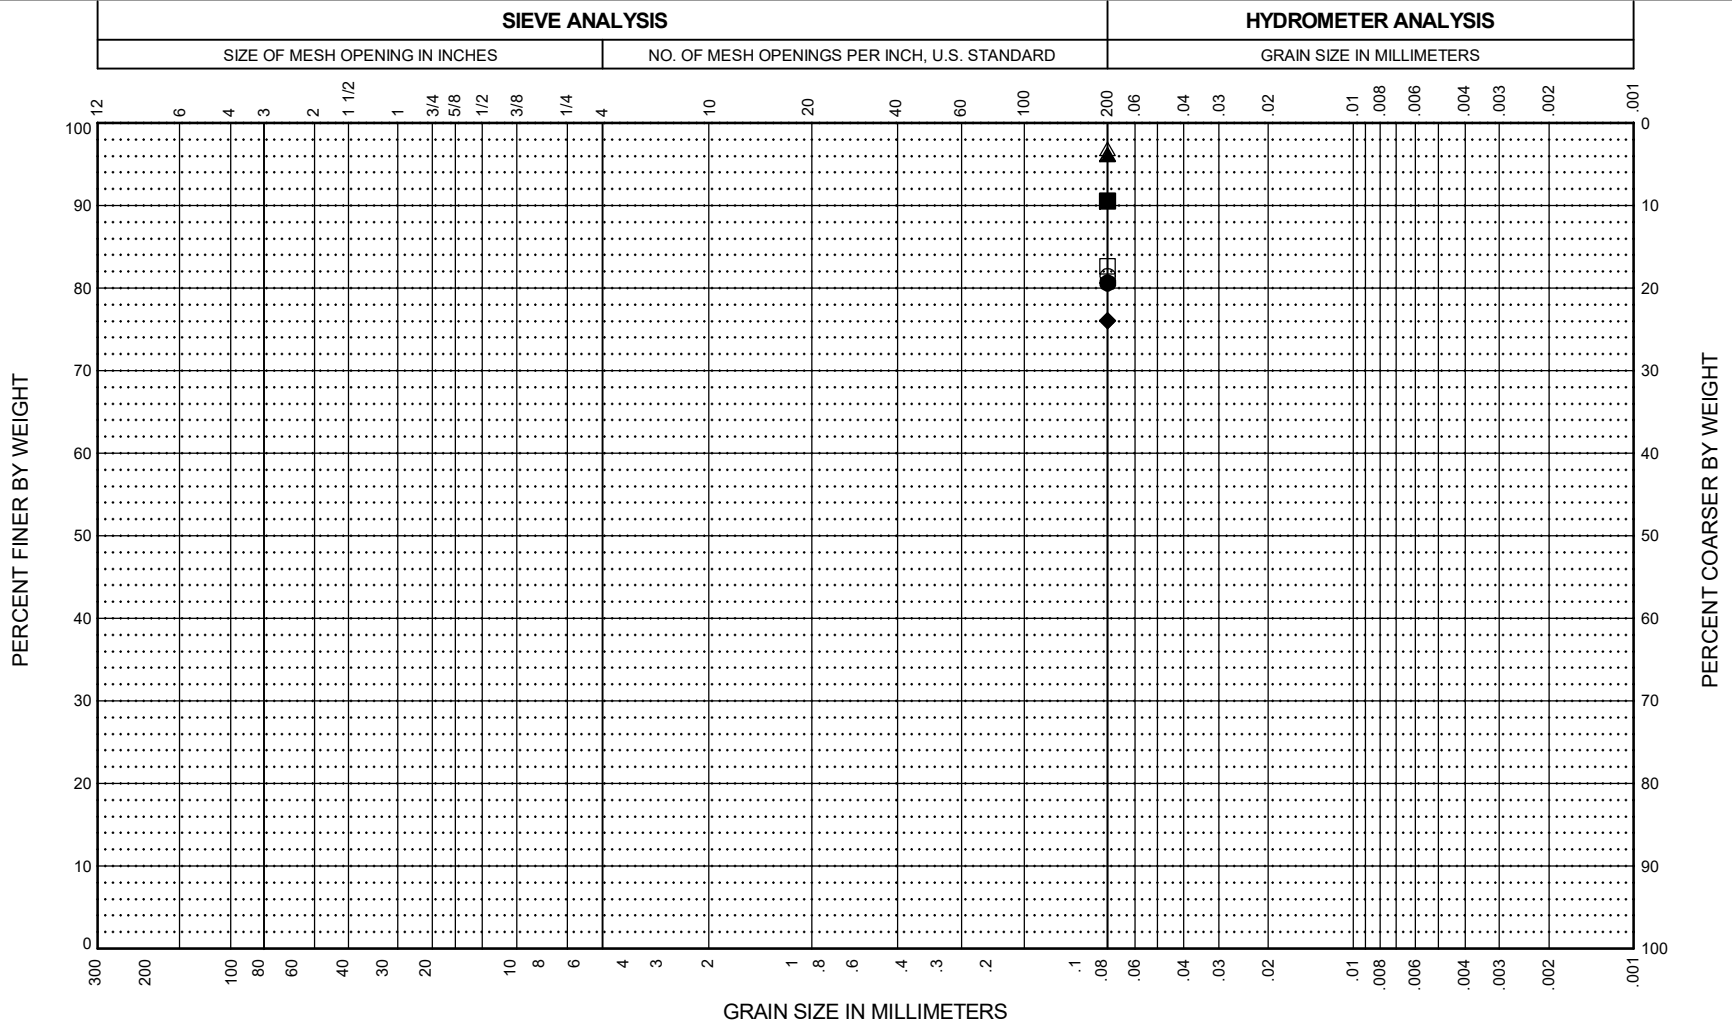 SIEVE ANALYSIS HYDROMETER ANALYSIS
SIZE OF MESH OPENING IN INCHES NO. OF MESH OPENINGS PER INCH, U.S. STANDARD GRAIN SIZE IN MILLIMETERS
12 6 4 3 2 1 1/2 1 3/4 5/8 1/2 3/8 1/4 4 10 20 40 60 100 200 .06 .04 .03 .02 .01 .008 .006 .004 .003 .002 .001
100 0
90 10
80 20
70 30
60 40
50 50
40 60
30 70
20 80
10 90
0 100
PERCENT FINER BY WEIGHT
PERCENT COARSER BY WEIGHT
300 200 100 80 60 40 30 20 10 8 6 4 3 2 1 .8 .6 .4 .3 .2 .1 .08 .06 .04 .03 .02 .01 .008 .006 .004 .003 .002 .001
GRAIN SIZE IN MILLIMETERS